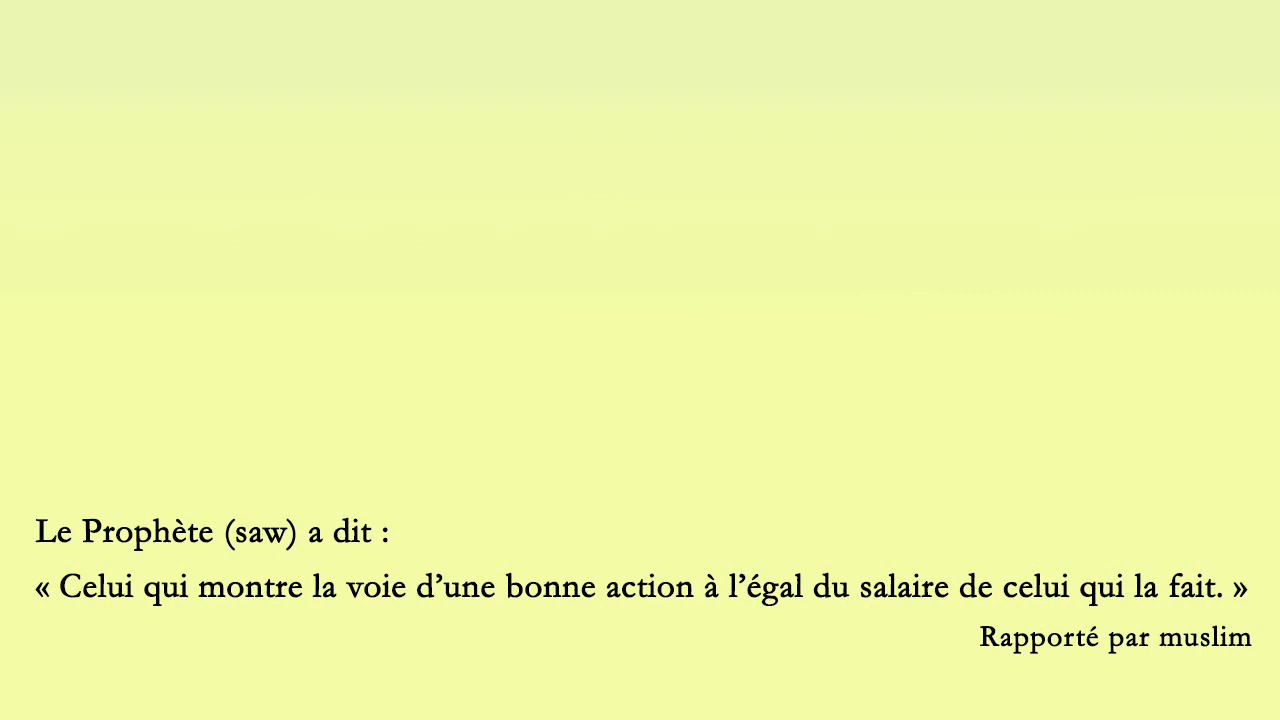 Le Prophète (saw) a dit :
« Celui qui montre la voie d’une bonne action à l’égal du salaire de celui qui la fait. »
Rapporté par muslim